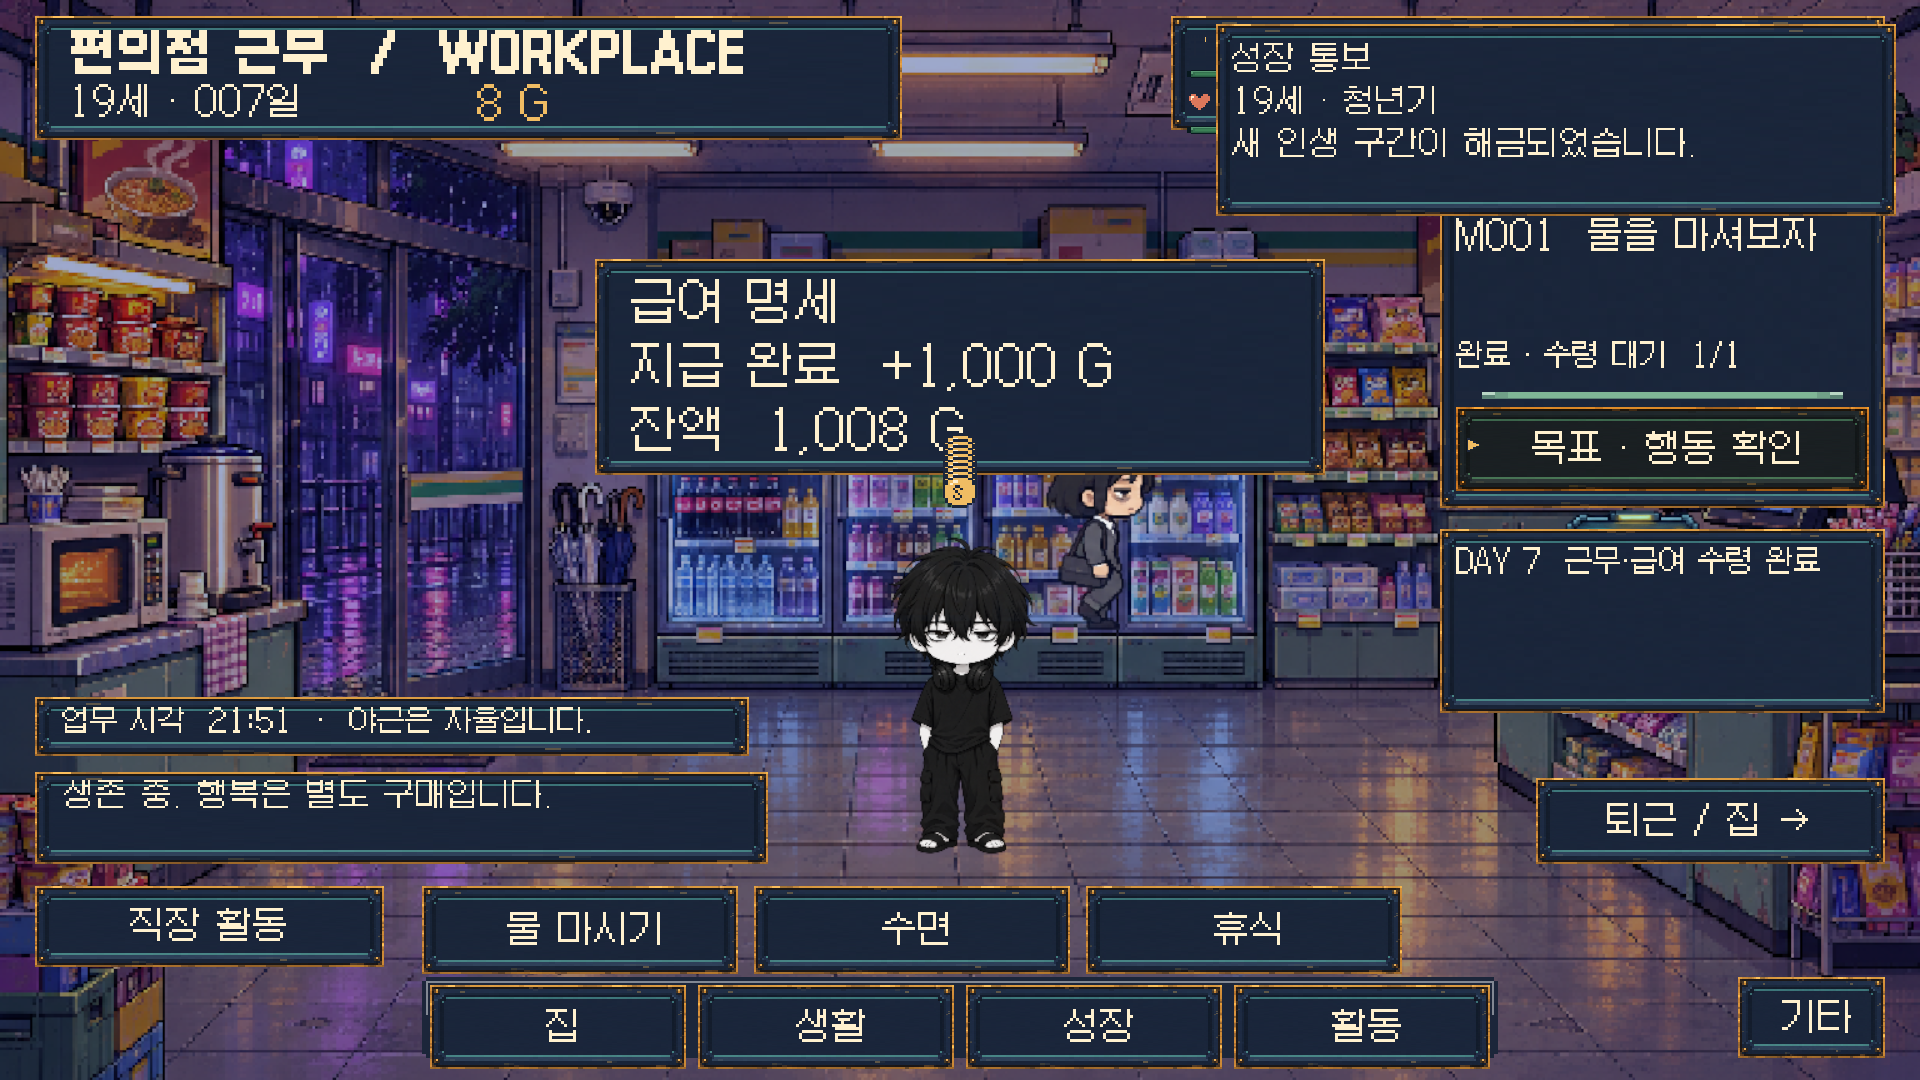 편의점 근무 / WORKPLACE
19세 · 007일 8 G
성장 통보
19세 · 청년기
새 인생 구간이 해금되었습니다.
급여 명세
지급 완료 +1,000 G
잔액 1,008 G
M001 물을 마셔보자
완료 · 수령 대기 1/1
목표 · 행동 확인
DAY 7 근무·급여 수령 완료
업무 시각 21:51 · 야근은 자율입니다.
생존 중. 행복은 별도 구매입니다.
퇴근 / 집 →
직장 활동
물 마시기
수면
휴식
집
생활
성장
활동
기타